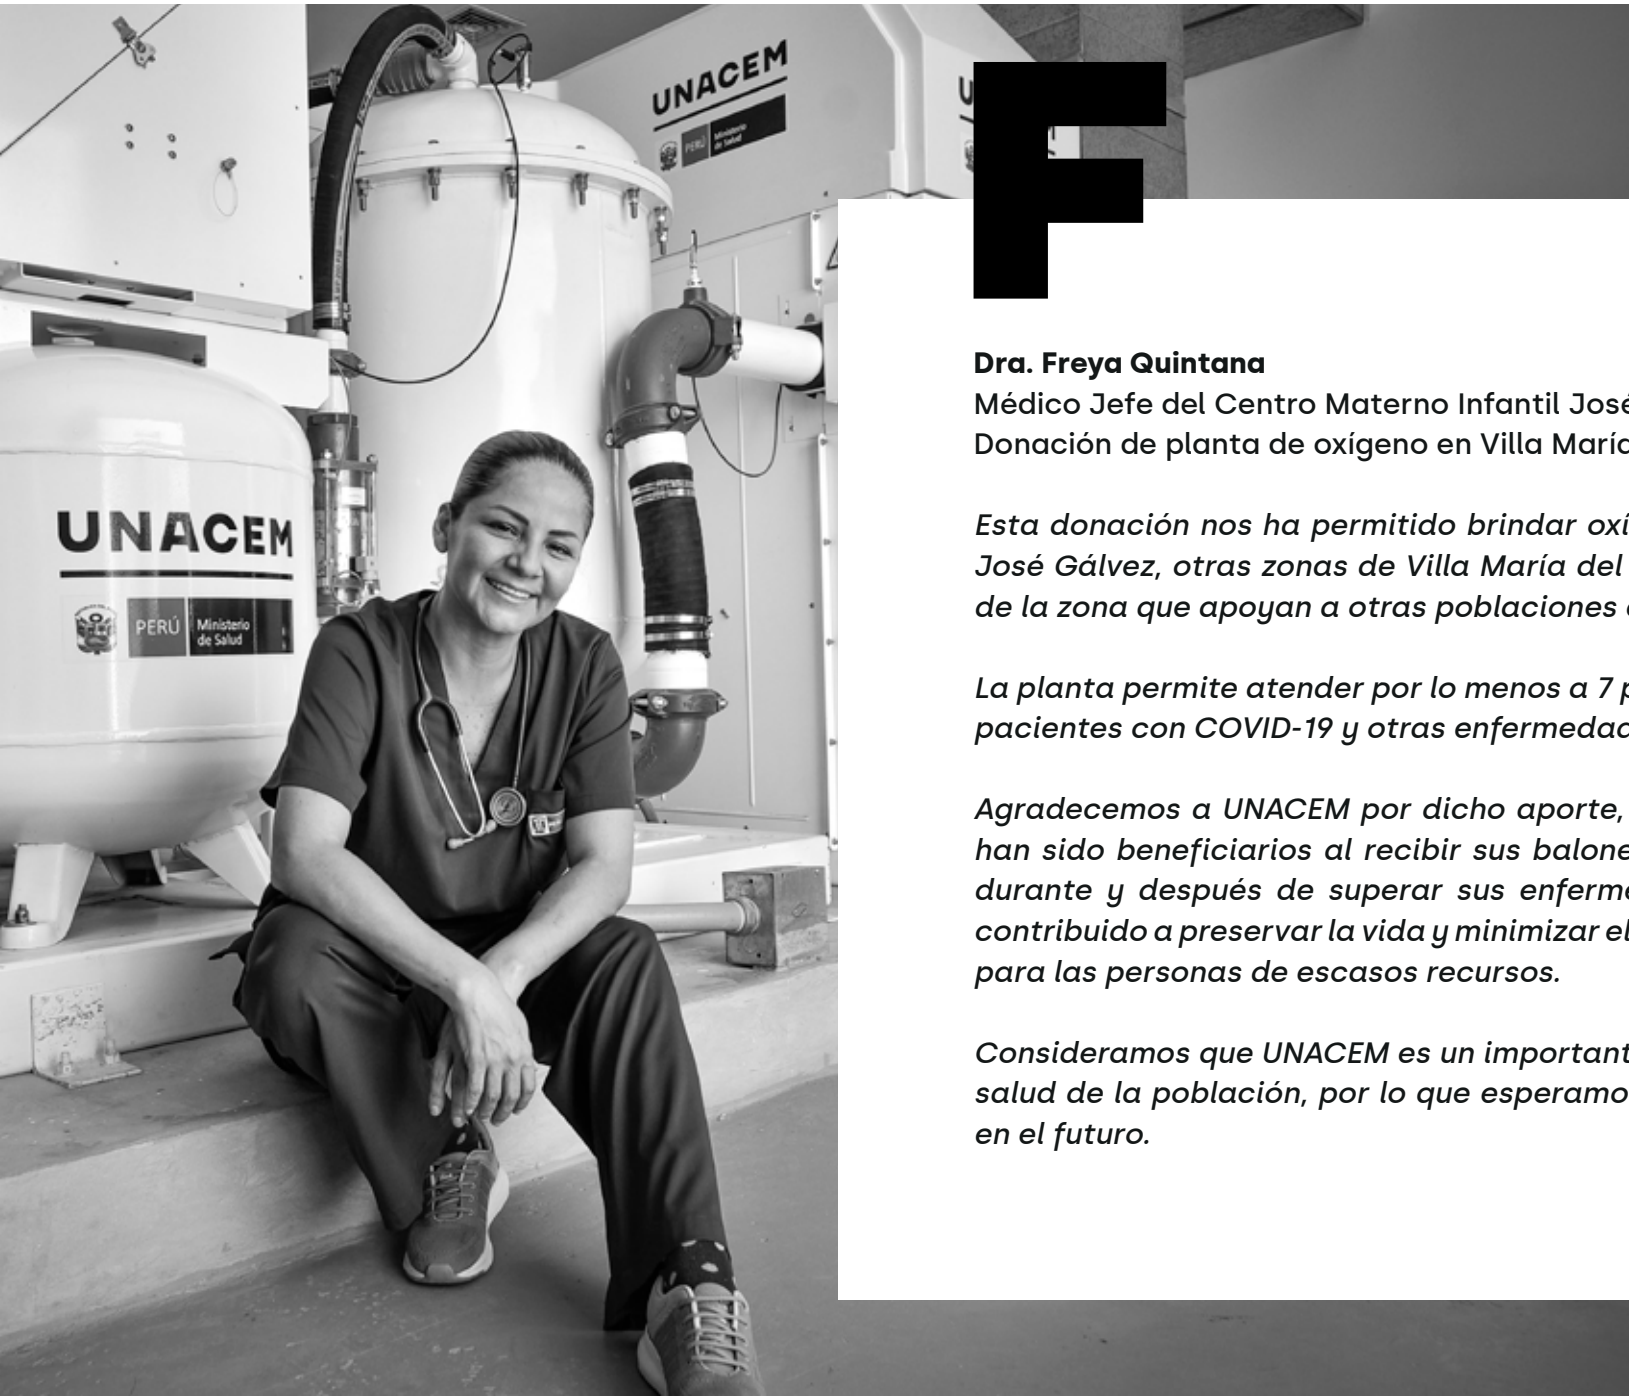 UNACEM
PERÚ
Ministerio
de Salud
F
UNACEM
PERÚ
Ministerio
de Salud
Dra. Freya Quintana
Médico Jefe del Centro Materno Infantil José
Donación de planta de oxígeno en Villa María
Esta donación nos ha permitido brindar oxí
José Gálvez, otras zonas de Villa María del
de la zona que apoyan a otras poblaciones
La planta permite atender por lo menos a 7 p
pacientes con COVID-19 y otras enfermedad
Agradecemos a UNACEM por dicho aporte,
han sido beneficiarios al recibir sus balone
durante y después de superar sus enferme
contribuido a preservar la vida y minimizar el
para las personas de escasos recursos.
Consideramos que UNACEM es un important
salud de la población, por lo que esperamo
en el futuro.